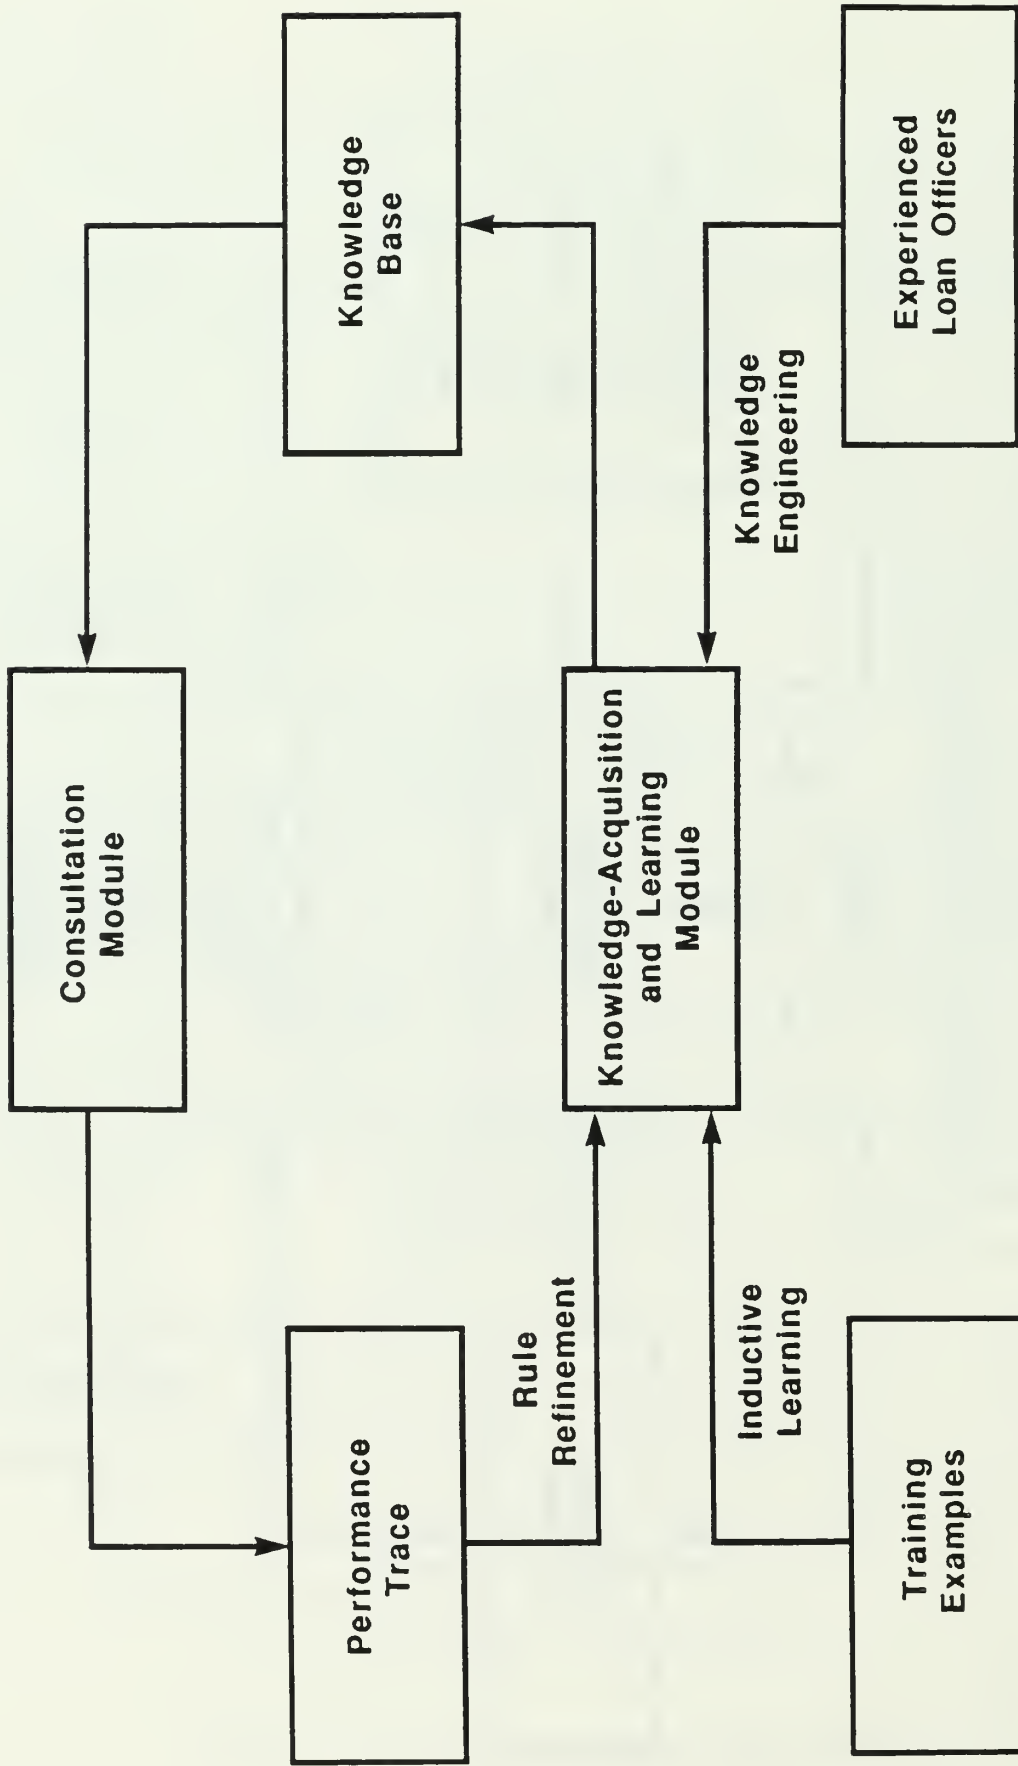 Consultation
Module
Performance
Trace
Knowledge
Base
Rule
Refinement
Knowledge-Acquisition
and Learning
Module
Inductive
Learning
Knowledge
Engineering
Training
Examples
Experienced
Loan Officers